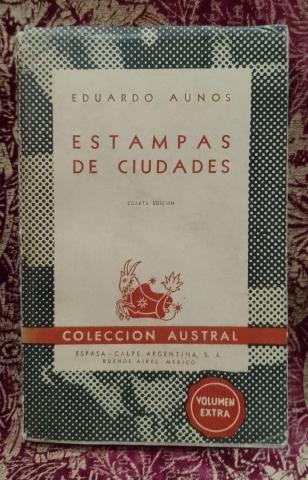 EDUARDO AUNOS
ESTAMPAS
DE CIUDADES
CUARTA EDICION
COLECCION AUSTRAL
ESPASA - CALPE ARGENTINA, S. A.
BUENOS AIRES - MEXICO
VOLUMEN
EXTRA